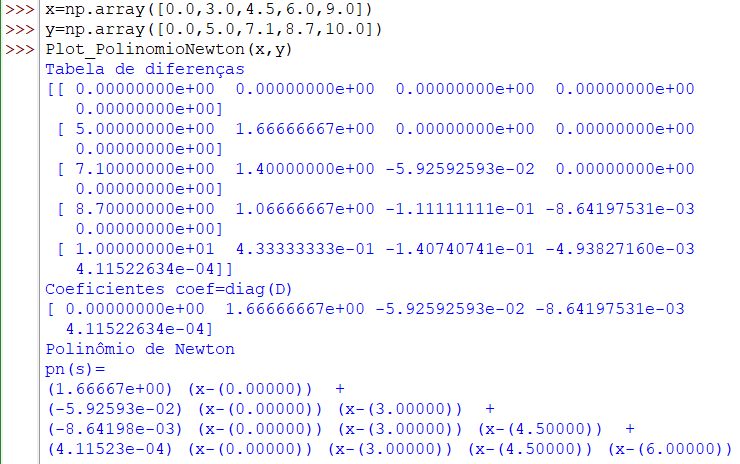 >>> x=np.array([0.0,3.0,4.5,6.0,9.0])
>>> y=np.array([0.0,5.0,7.1,8.7,10.0])
>>> Plot_PolinomioNewton(x,y)
Tabela de diferenças
[[ 0.00000000e+00  0.00000000e+00  0.00000000e+00  0.00000000e+00
   0.00000000e+00]
 [ 5.00000000e+00  1.66666667e+00  0.00000000e+00  0.00000000e+00
   0.00000000e+00]
 [ 7.10000000e+00  1.40000000e+00 -5.92592593e-02  0.00000000e+00
   0.00000000e+00]
 [ 8.70000000e+00  1.06666667e+00 -1.11111111e-01 -8.64197531e-03
   0.00000000e+00]
 [ 1.00000000e+01  4.33333333e-01 -1.40740741e-01 -4.93827160e-03
   4.11522634e-04]]
Coeficientes coef=diag(D)
[ 0.00000000e+00  1.66666667e+00 -5.92592593e-02 -8.64197531e-03
  4.11522634e-04]
Polinômio de Newton
pn(s)=
(1.66667e+00) (x-(0.00000))  +
(-5.92593e-02) (x-(0.00000)) (x-(3.00000))  +
(-8.64198e-03) (x-(0.00000)) (x-(3.00000)) (x-(4.50000))  +
(4.11523e-04) (x-(0.00000)) (x-(3.00000)) (x-(4.50000)) (x-(6.00000))